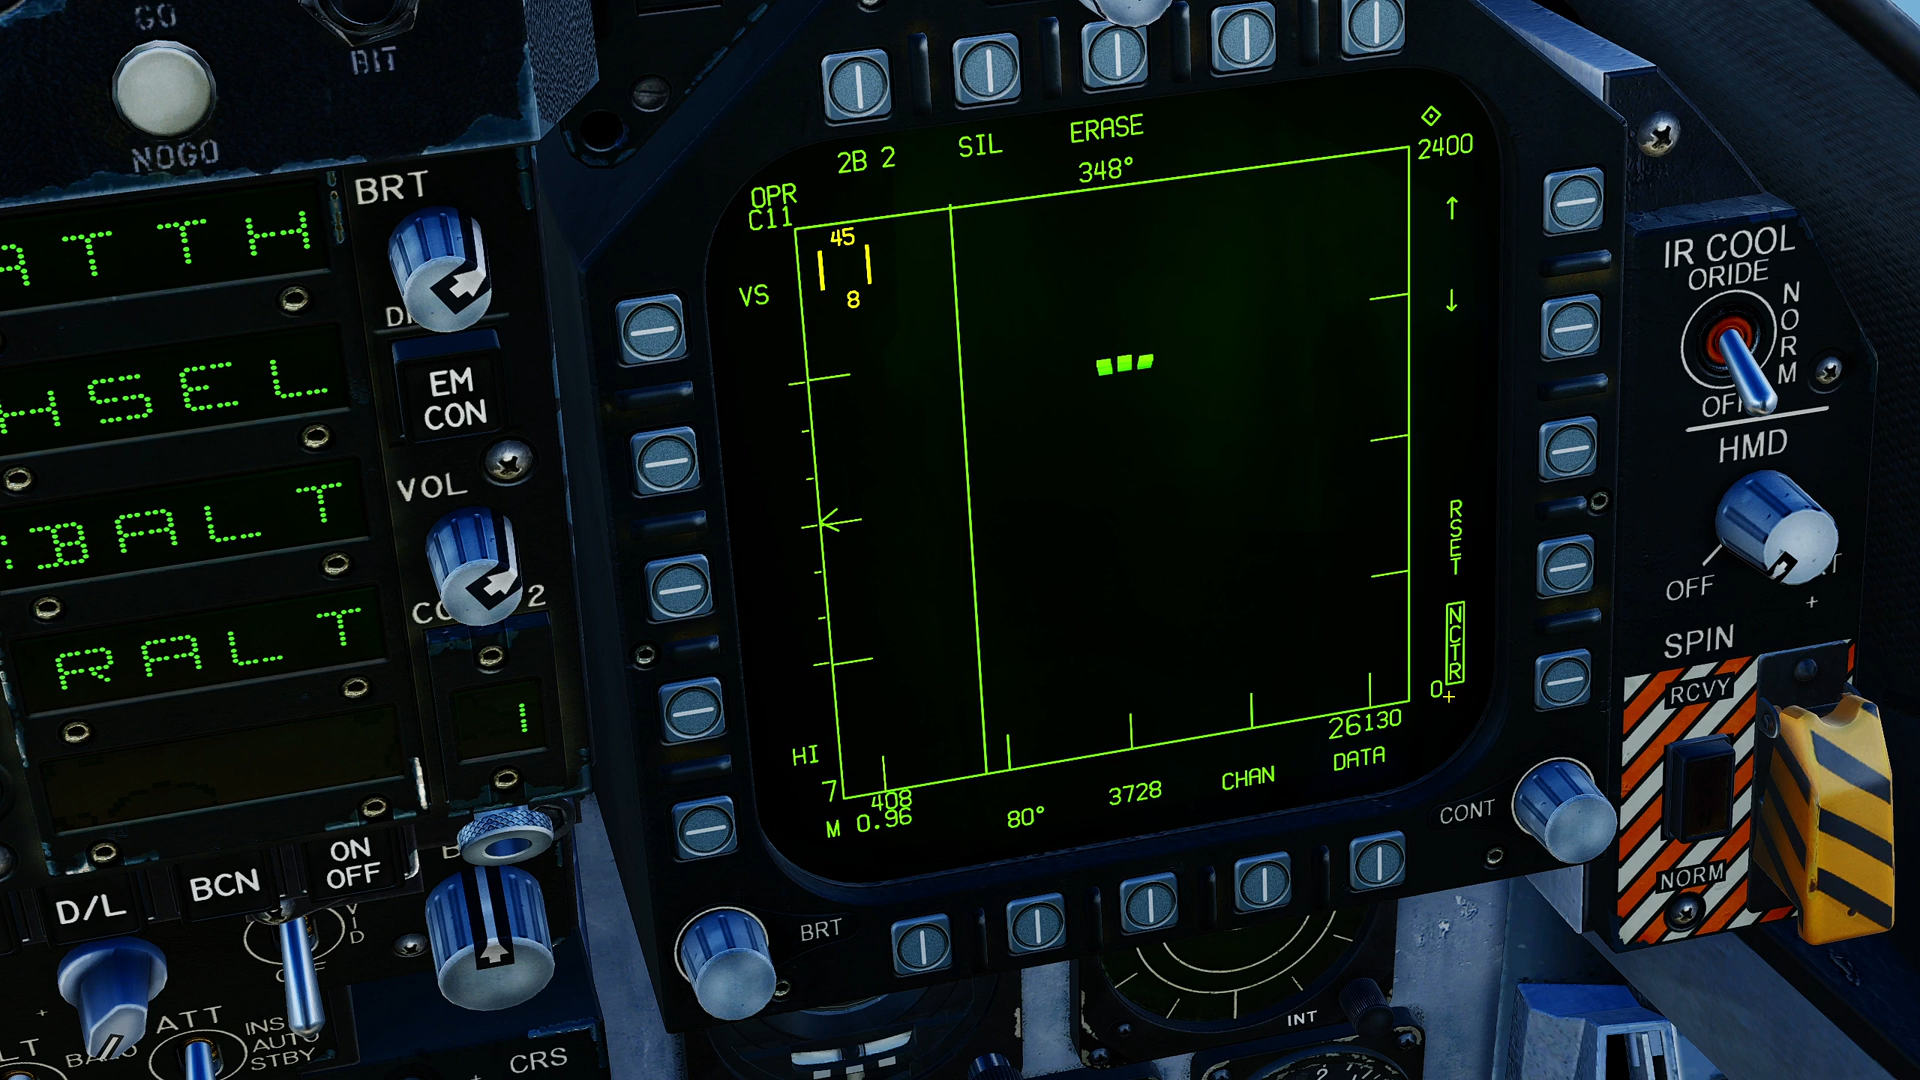 GO
BIT
NOGO
ATTH
HSEL
BALT
RALT
BRT
EM
CON
VOL
2
1
D/L
BCN
ON
OFF
ATT
INS
AUTO
STBY
CRS
2B 2
SIL
ERASE
348°
2400
OPR
C11
45
8
VS
RSET
NCTR
0
HI
7
408
M 0.96
80°
3728
CHAN
26130
DATA
BRT
CONT
INT
2
IR COOL
ORIDE
NORM
OFF
HMD
OFF
SPIN
RCVY
NORM